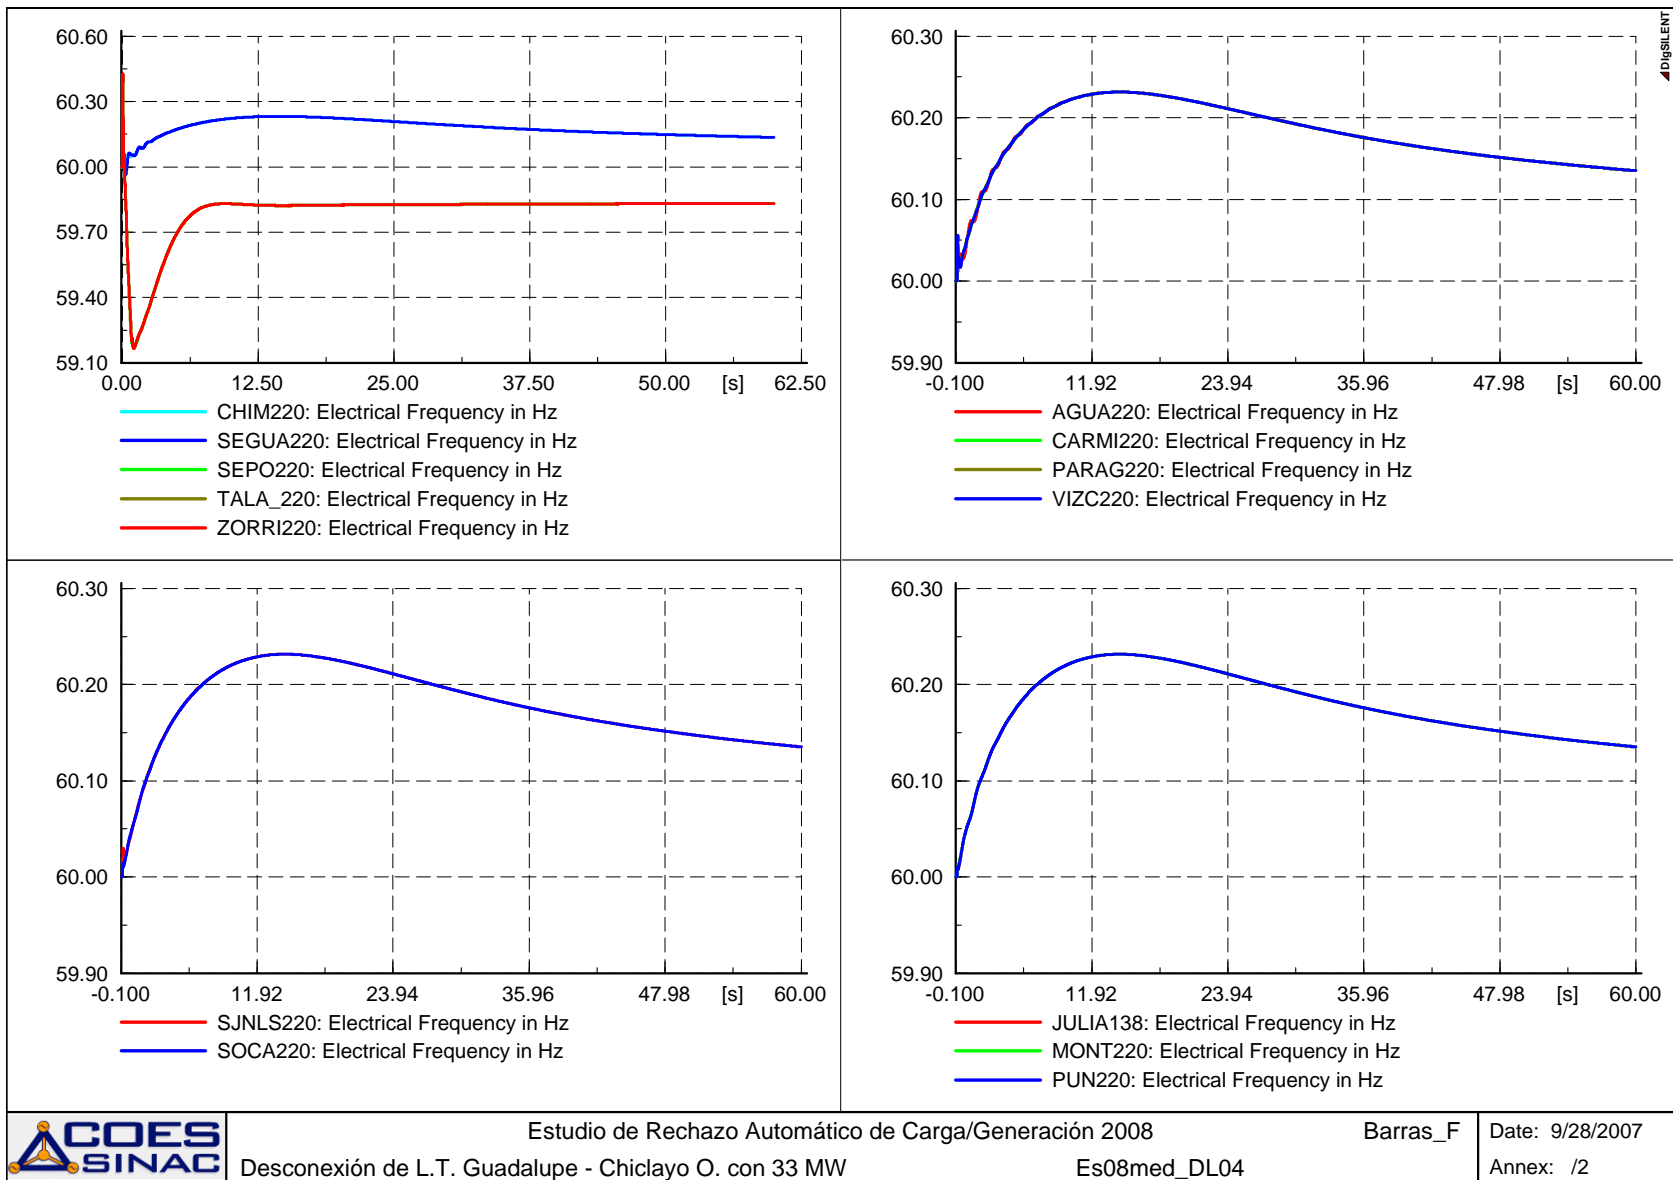 DIgSILENT
60.60
60.30
60.00
59.70
59.40
59.10
0.00 12.50 25.00 37.50 50.00 [s] 62.50
CHIM220: Electrical Frequency in Hz
SEGUA220: Electrical Frequency in Hz
SEPO220: Electrical Frequency in Hz
TALA_220: Electrical Frequency in Hz
ZORRI220: Electrical Frequency in Hz
60.30
60.20
60.10
60.00
59.90
-0.100 11.92 23.94 35.96 47.98 [s] 60.00
AGUA220: Electrical Frequency in Hz
CARMI220: Electrical Frequency in Hz
PARAG220: Electrical Frequency in Hz
VIZC220: Electrical Frequency in Hz
60.30
60.20
60.10
60.00
59.90
-0.100 11.92 23.94 35.96 47.98 [s] 60.00
SJNLS220: Electrical Frequency in Hz
SOCA220: Electrical Frequency in Hz
60.30
60.20
60.10
60.00
59.90
-0.100 11.92 23.94 35.96 47.98 [s] 60.00
JULIA138: Electrical Frequency in Hz
MONT220: Electrical Frequency in Hz
PUN220: Electrical Frequency in Hz
COES
SINAC
Estudio de Rechazo Automático de Carga/Generación 2008 Barras_F
Desconexión de L.T. Guadalupe - Chiclayo O. con 33 MW Es08med_DL04
Date: 9/28/2007
Annex: /2